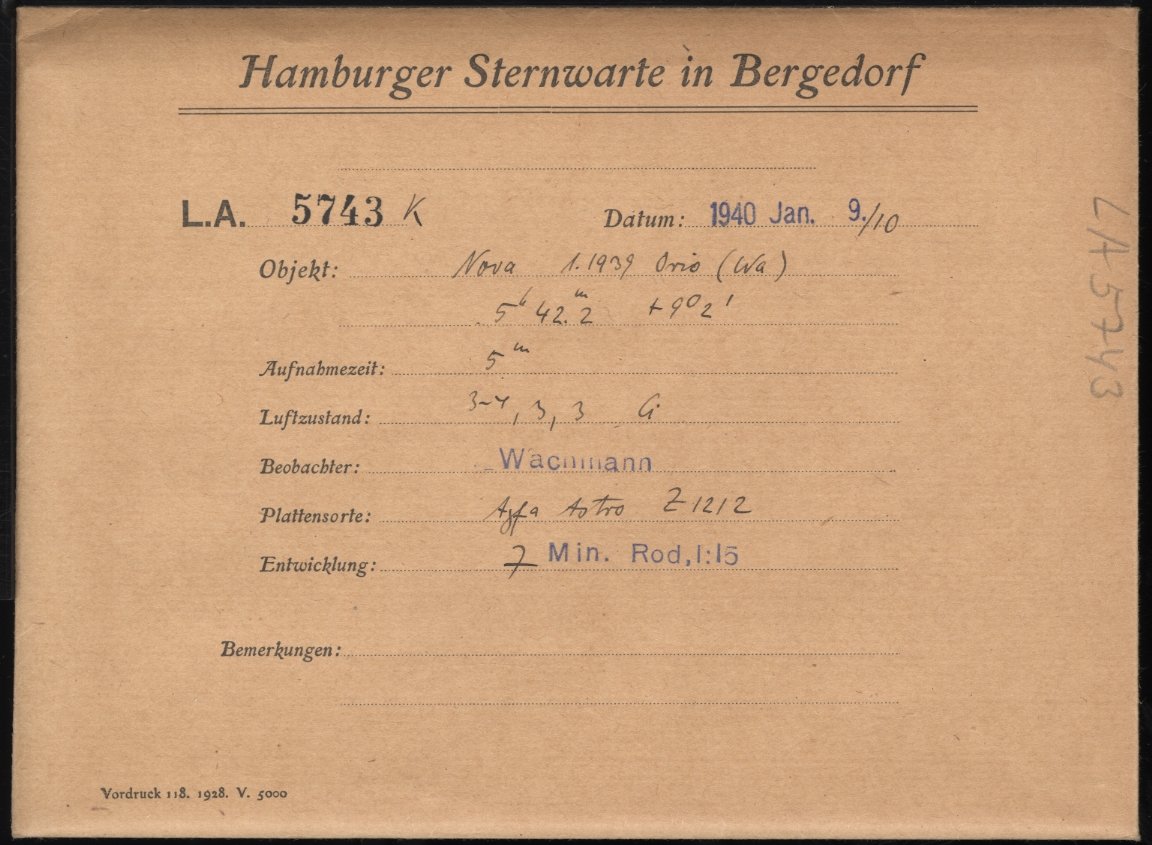 Hamburger Sternwarte in Bergedorf
L.A. 5743 K Datum: 1940 Jan. 9./10
Objekt: Nova 1.1939 Orio (Wa)
5ʰ 42.ᵐ2 +9° 2'
Aufnahmezeit: 5ᵐ
Luftzustand: 3-4, 3, 3 G
Beobachter: Wachmann
Plattensorte: Agfa Astro Z 1212
Entwicklung: 7 Min. Rod, 1:15
Bemerkungen:
Vordruck 118. 1928. V. 5000
LA 5743